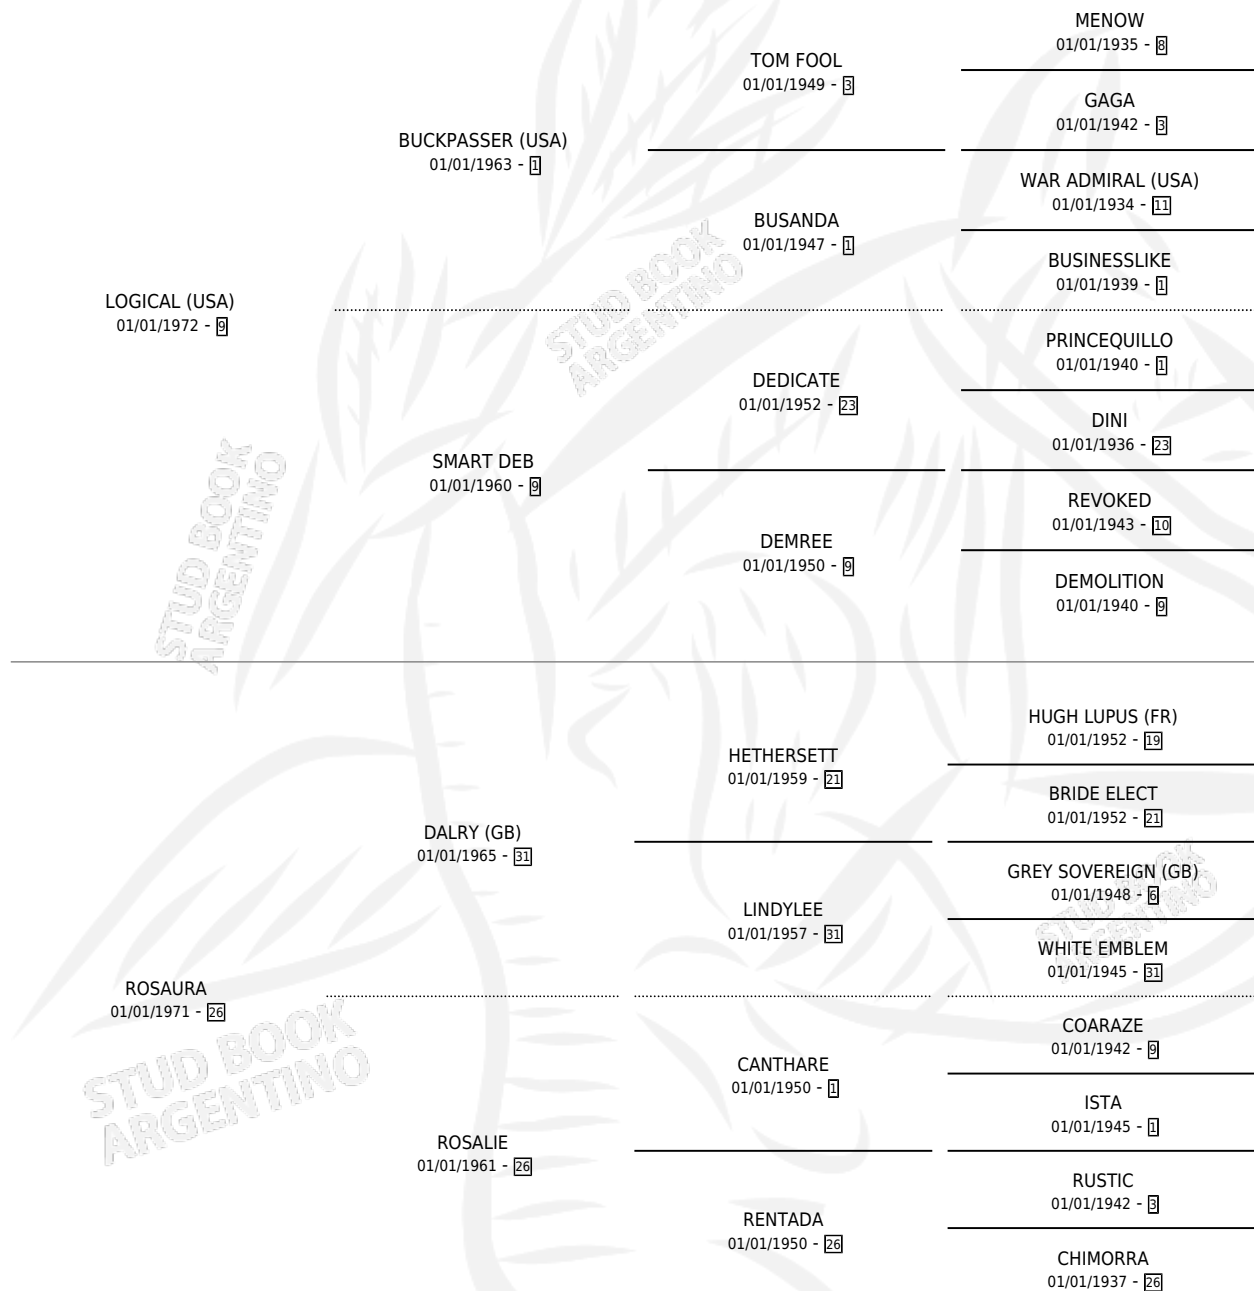 MENOW
01/01/1935 - 8
TOM FOOL
01/01/1949 - 3
GAGA
01/01/1942 - 3
BUCKPASSER (USA)
01/01/1963 - 1
WAR ADMIRAL (USA)
01/01/1934 - 11
BUSANDA
01/01/1947 - 1
BUSINESSLIKE
01/01/1939 - 1
LOGICAL (USA)
01/01/1972 - 9
PRINCEQUILLO
01/01/1940 - 1
DEDICATE
01/01/1952 - 23
DINI
01/01/1936 - 23
SMART DEB
01/01/1960 - 9
REVOKED
01/01/1943 - 10
DEMREE
01/01/1950 - 9
DEMOLITION
01/01/1940 - 9
HUGH LUPUS (FR)
01/01/1952 - 19
HETHERSETT
01/01/1959 - 21
BRIDE ELECT
01/01/1952 - 21
DALRY (GB)
01/01/1965 - 31
GREY SOVEREIGN (GB)
01/01/1948 - 6
LINDYLEE
01/01/1957 - 31
WHITE EMBLEM
01/01/1945 - 31
ROSAURA
01/01/1971 - 26
COARAZE
01/01/1942 - 9
CANTHARE
01/01/1950 - 1
ISTA
01/01/1945 - 1
ROSALIE
01/01/1961 - 26
RUSTIC
01/01/1942 - 3
RENTADA
01/01/1950 - 26
CHIMORRA
01/01/1937 - 26
STUD BOOK
ARGENTINO
STUD BOOK
ARGENTINO
STUD BOOK
ARGENTINO
STUD BOOK
ARGENTINO